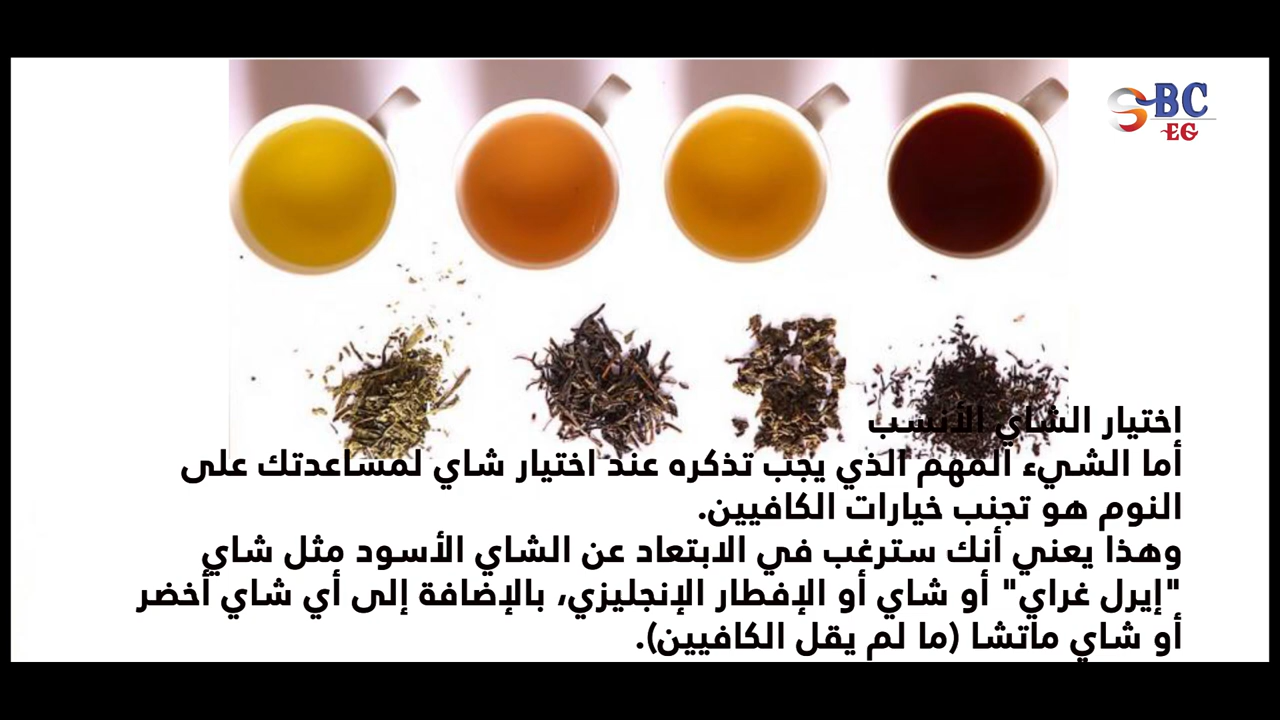 BC
EG
اختيار الشاي الأنسب
أما الشيء المهم الذي يجب تذكره عند اختيار شاي لمساعدتك على
النوم هو تجنب خيارات الكافيين.
وهذا يعني أنك سترغب في الابتعاد عن الشاي الأسود مثل شاي
"إيرل غراي" أو شاي أو الإفطار الإنجليزي، بالإضافة إلى أي شاي أخضر
أو شاي ماتشا (ما لم يقل الكافيين).